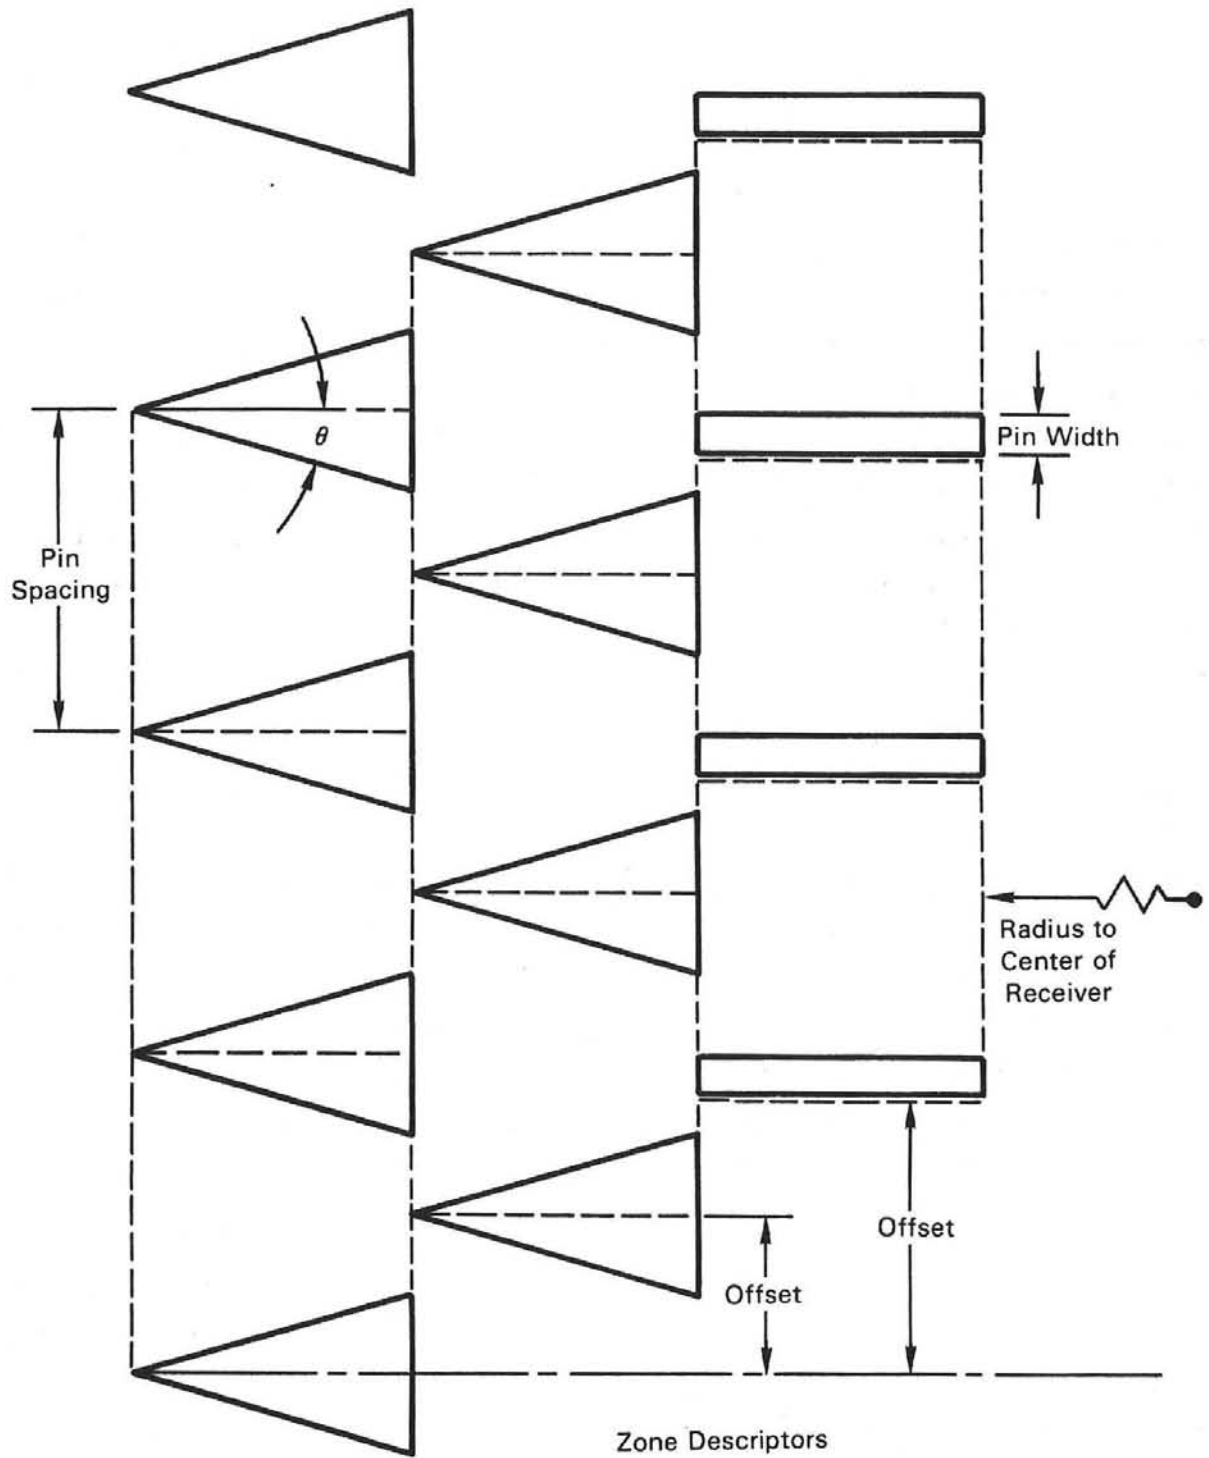 θ
Pin Width
Pin
Spacing
Radius to
Center of
Receiver
Offset
Offset
Zone Descriptors